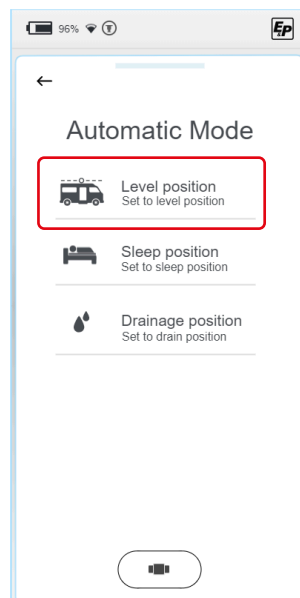 96%
EP
Automatic Mode
Level position
Set to level position
Sleep position
Set to sleep position
Drainage position
Set to drain position